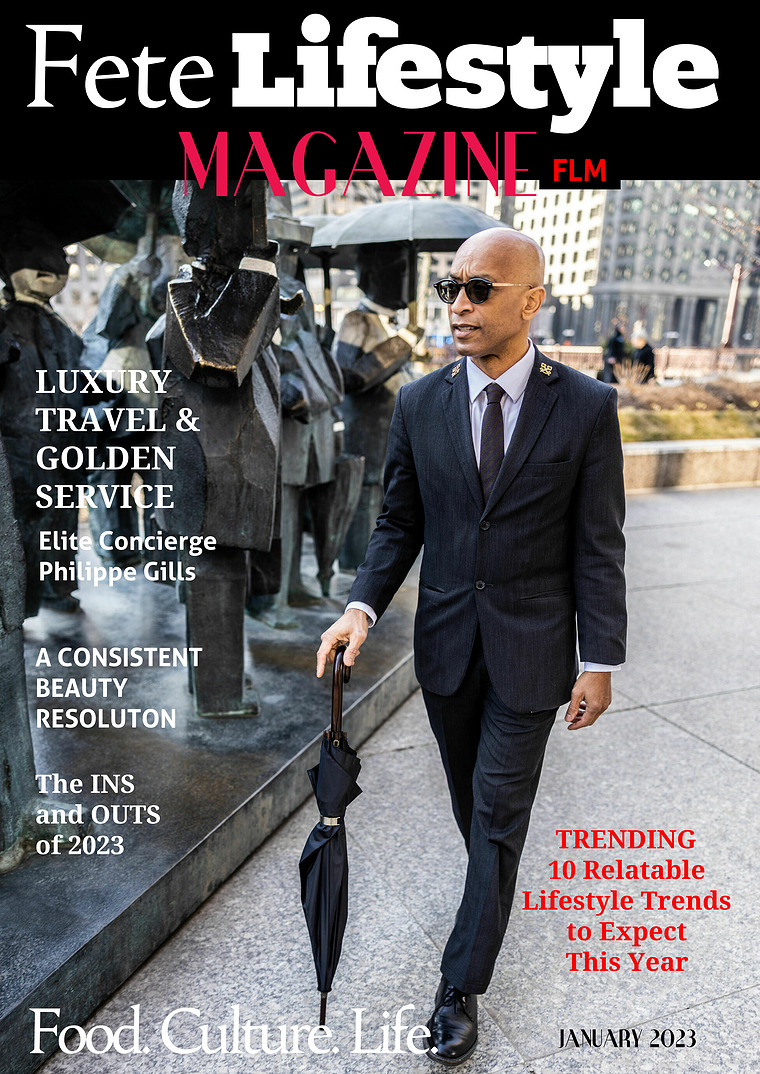 Fete Lifestyle
MAGAZINE FLM
LUXURY
TRAVEL &
GOLDEN
SERVICE
Elite Concierge
Philippe Gills
A CONSISTENT
BEAUTY
RESOLUTON
The INS
and OUTS
of 2023
TRENDING
10 Relatable
Lifestyle Trends
to Expect
This Year
Food. Culture. Life.
JANUARY 2023